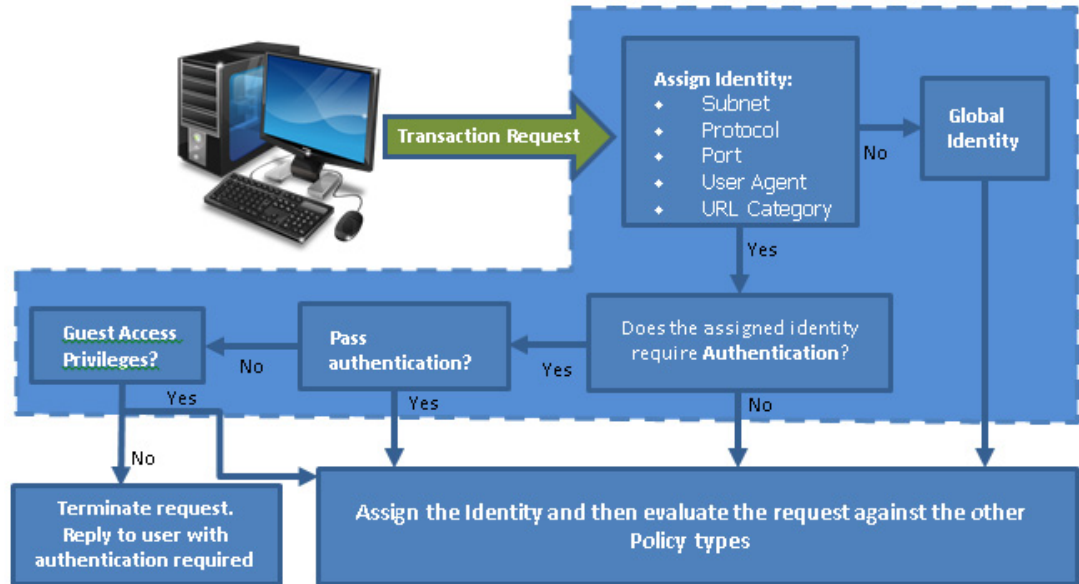 Transaction Request
Assign Identity:
◆ Subnet
◆ Protocol
◆ Port
◆ User Agent
◆ URL Category
No
Global
Identity
Yes
Does the assigned identity
require Authentication?
Yes
Pass
authentication?
No
Guest Access
Privileges?
Yes
Yes
No
No
Terminate request.
Reply to user with
authentication required
Assign the Identity and then evaluate the request against the other
Policy types